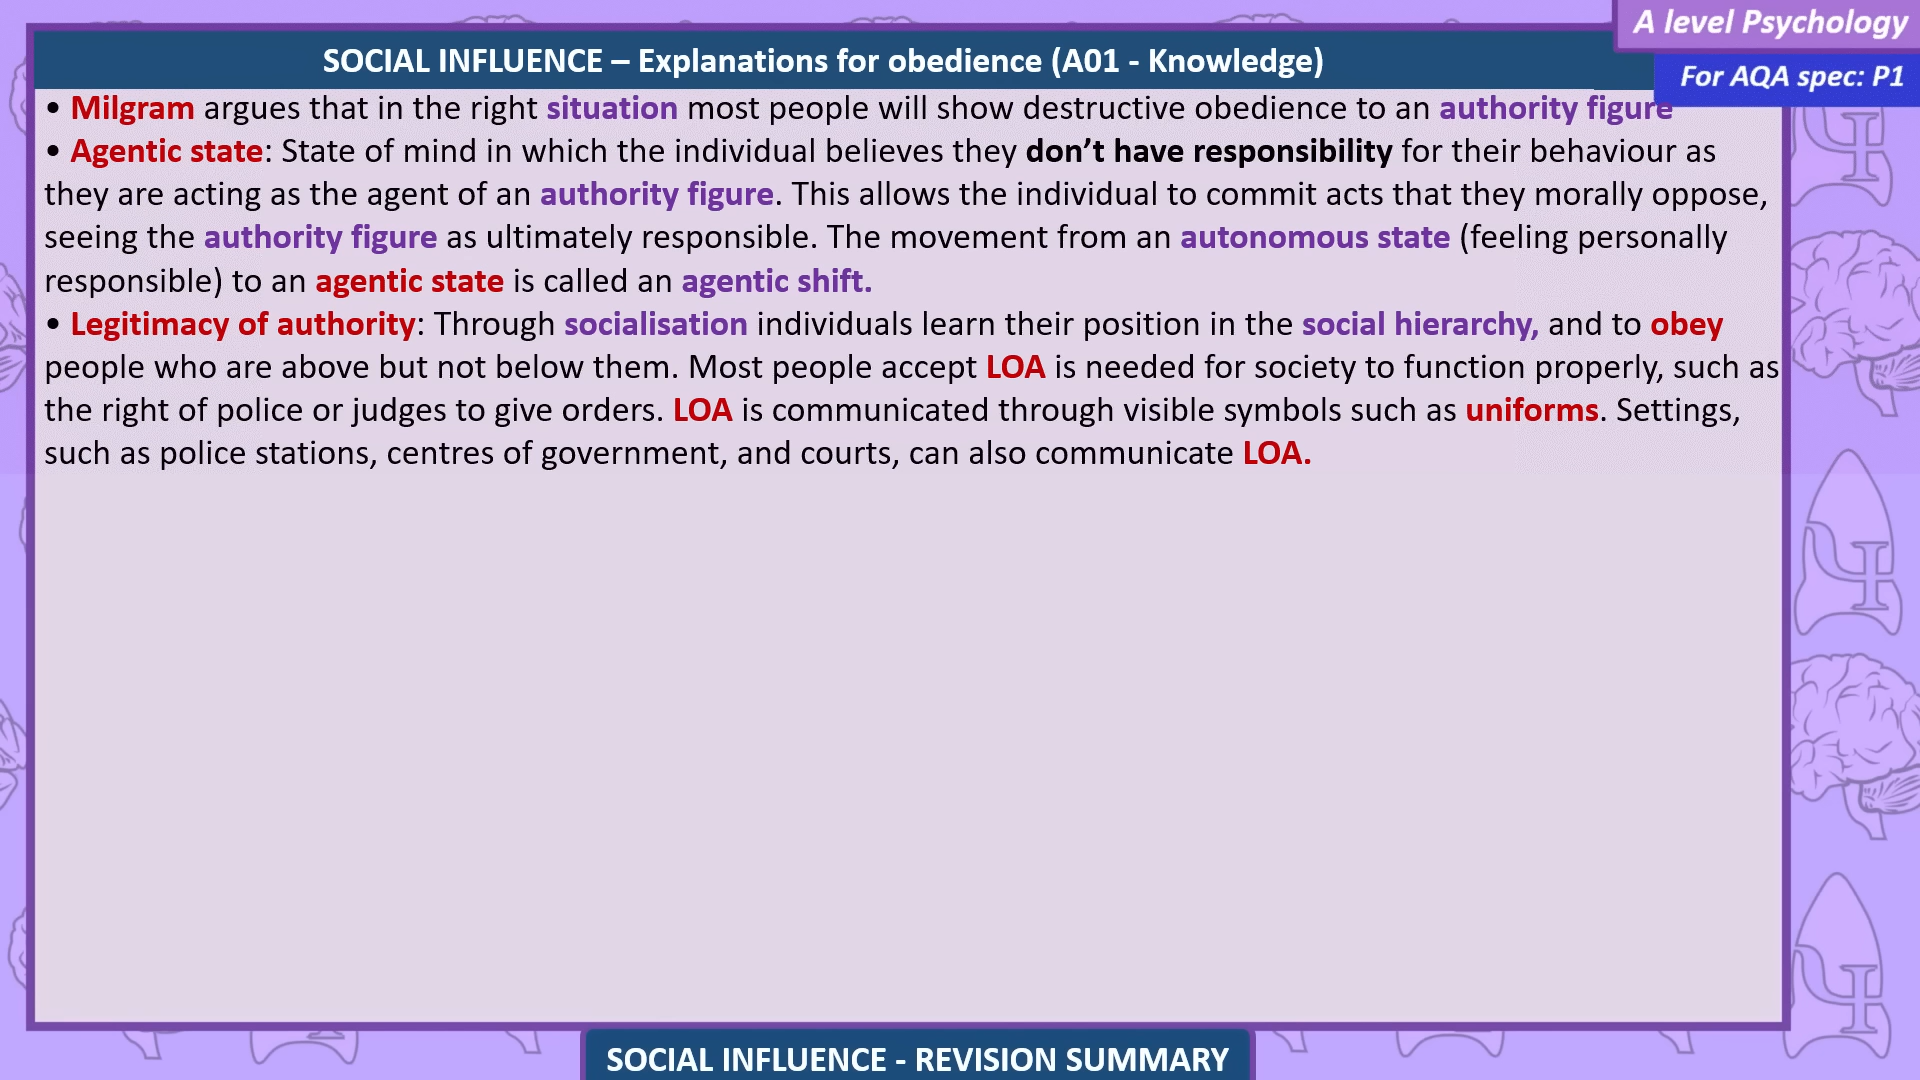 A level Psychology
SOCIAL INFLUENCE – Explanations for obedience (A01 - Knowledge)
For AQA spec: P1
• Milgram argues that in the right situation most people will show destructive obedience to an authority figure
• Agentic state: State of mind in which the individual believes they don’t have responsibility for their behaviour as
they are acting as the agent of an authority figure. This allows the individual to commit acts that they morally oppose,
seeing the authority figure as ultimately responsible. The movement from an autonomous state (feeling personally
responsible) to an agentic state is called an agentic shift.
• Legitimacy of authority: Through socialisation individuals learn their position in the social hierarchy, and to obey
people who are above but not below them. Most people accept LOA is needed for society to function properly, such as
the right of police or judges to give orders. LOA is communicated through visible symbols such as uniforms. Settings,
such as police stations, centres of government, and courts, can also communicate LOA.
SOCIAL INFLUENCE - REVISION SUMMARY